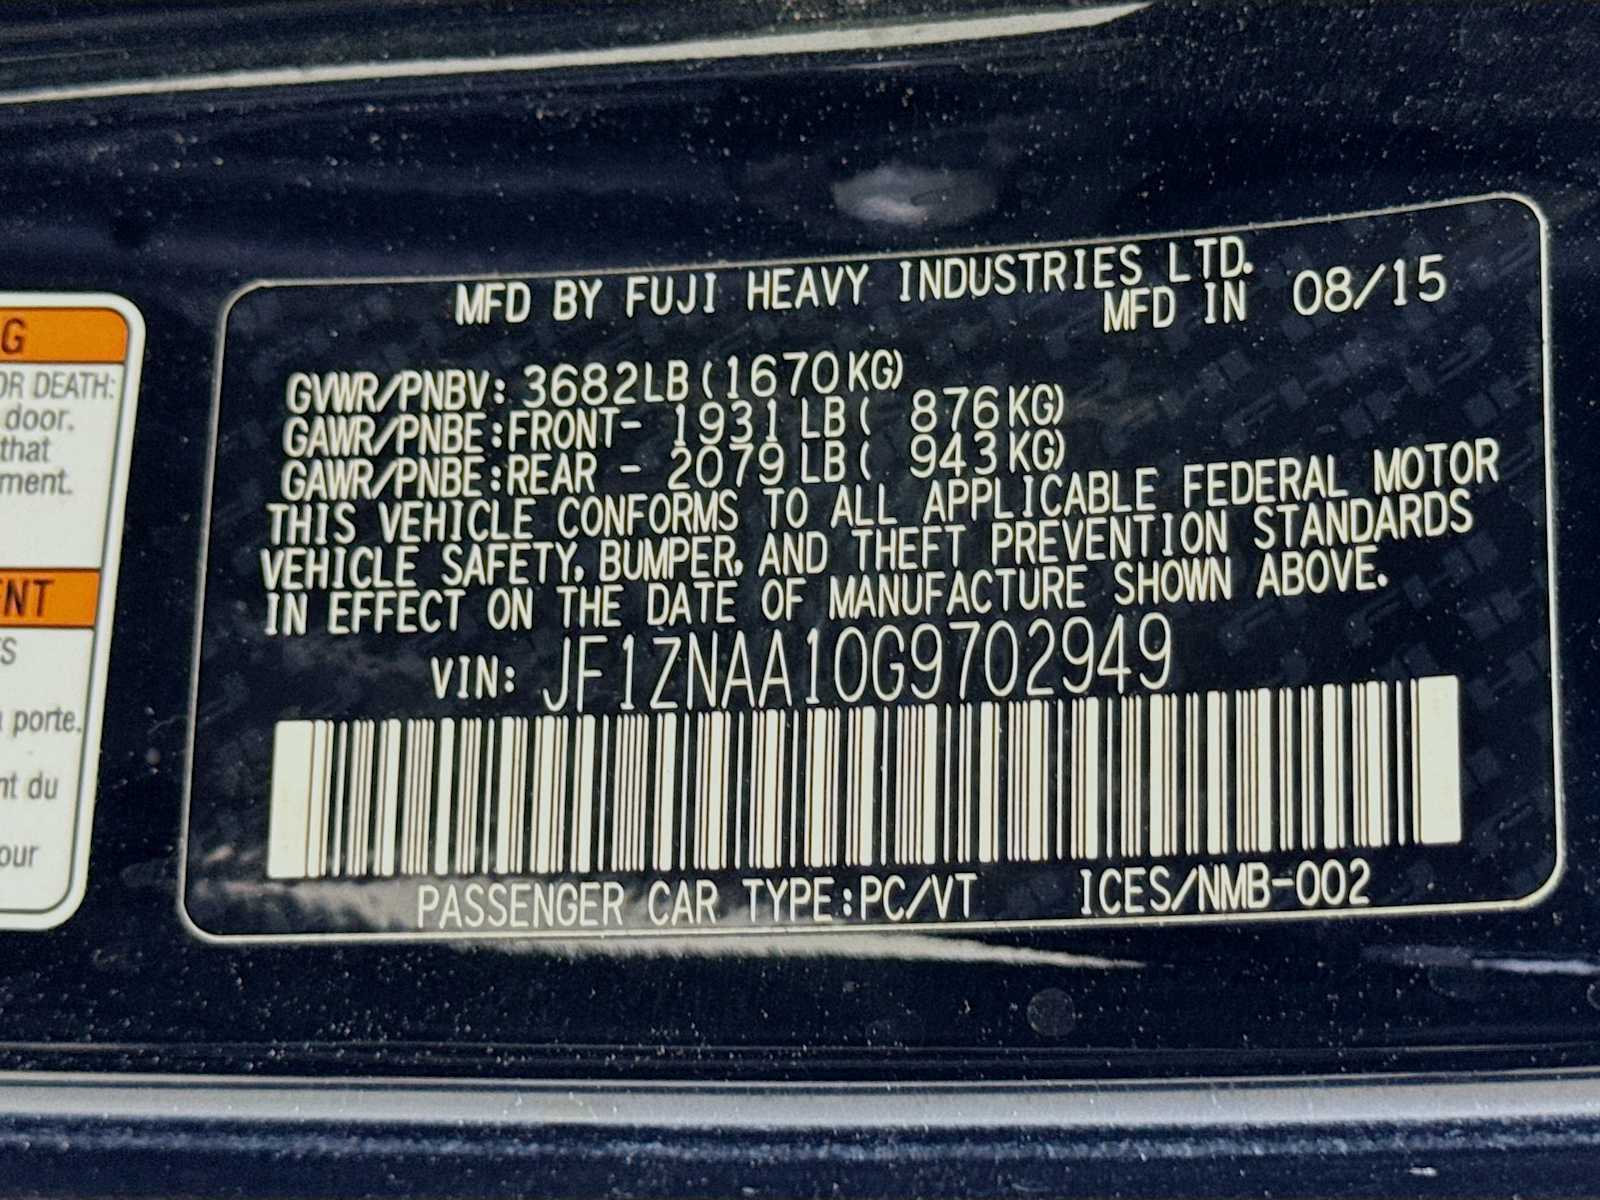 MFD BY FUJI HEAVY INDUSTRIES LTD.
MFD IN 08/15
GVWR/PNBV: 3682LB(1670KG)
GAWR/PNBE:FRONT- 1931LB( 876KG)
GAWR/PNBE:REAR - 2079LB( 943KG)
THIS VEHICLE CONFORMS TO ALL APPLICABLE FEDERAL MOTOR
VEHICLE SAFETY, BUMPER, AND THEFT PREVENTION STANDARDS
IN EFFECT ON THE DATE OF MANUFACTURE SHOWN ABOVE.
VIN: JF1ZNAA10G9702949
PASSENGER CAR TYPE:PC/VT ICES/NMB-002
G
OR DEATH:
door.
that
ment.
NT
S
porte.
nt du
our